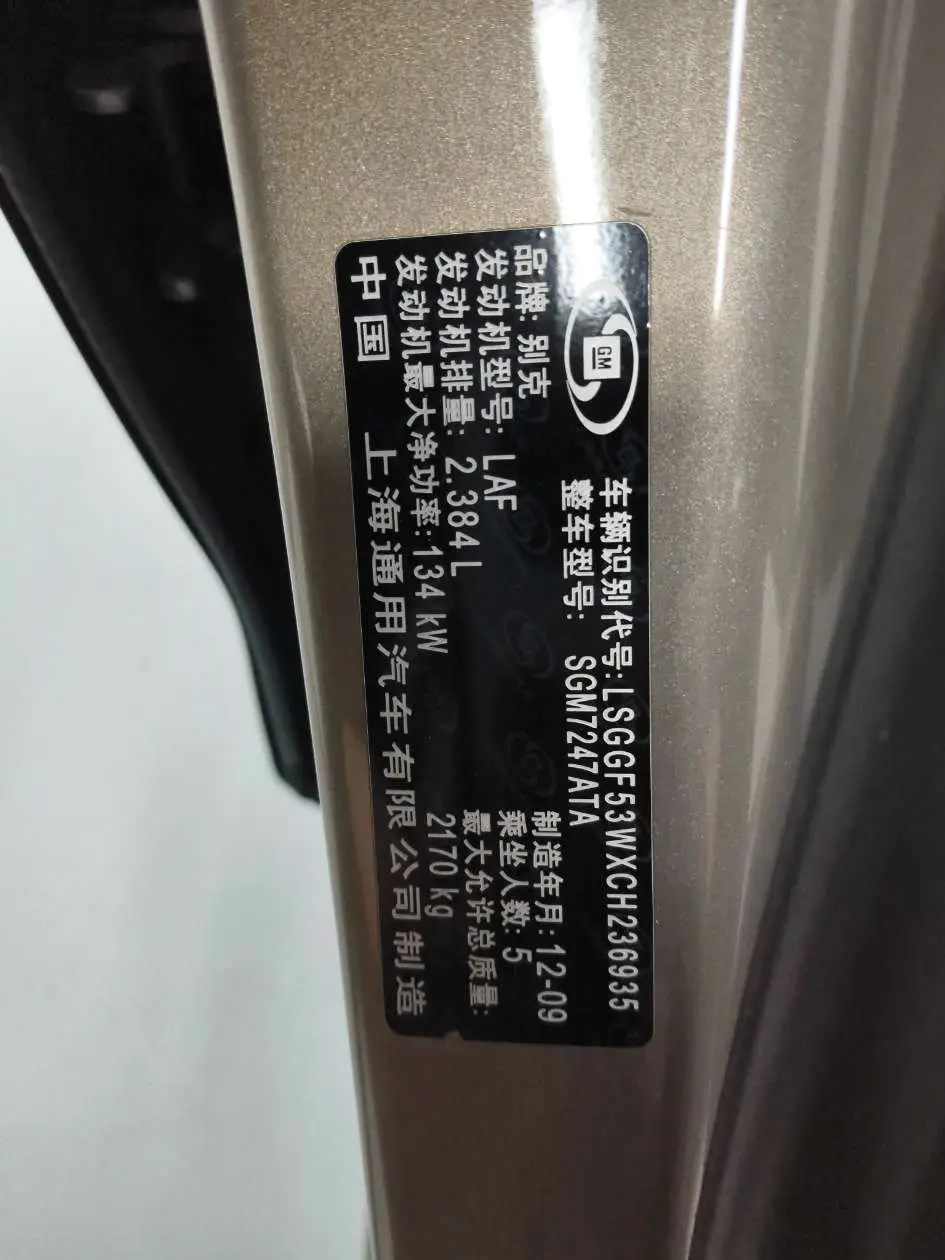 GM
车辆识别代号:LSGGF53WXCH236935
整车型号: SGM7247ATA
品牌: 别克
制造年月: 12-09
发动机型号: LAF
乘坐人数: 5
发动机排量: 2.384 L
最大允许总质量:
发动机最大净功率: 134 kW
2170 kg
中国 上海通用汽车有限公司制造